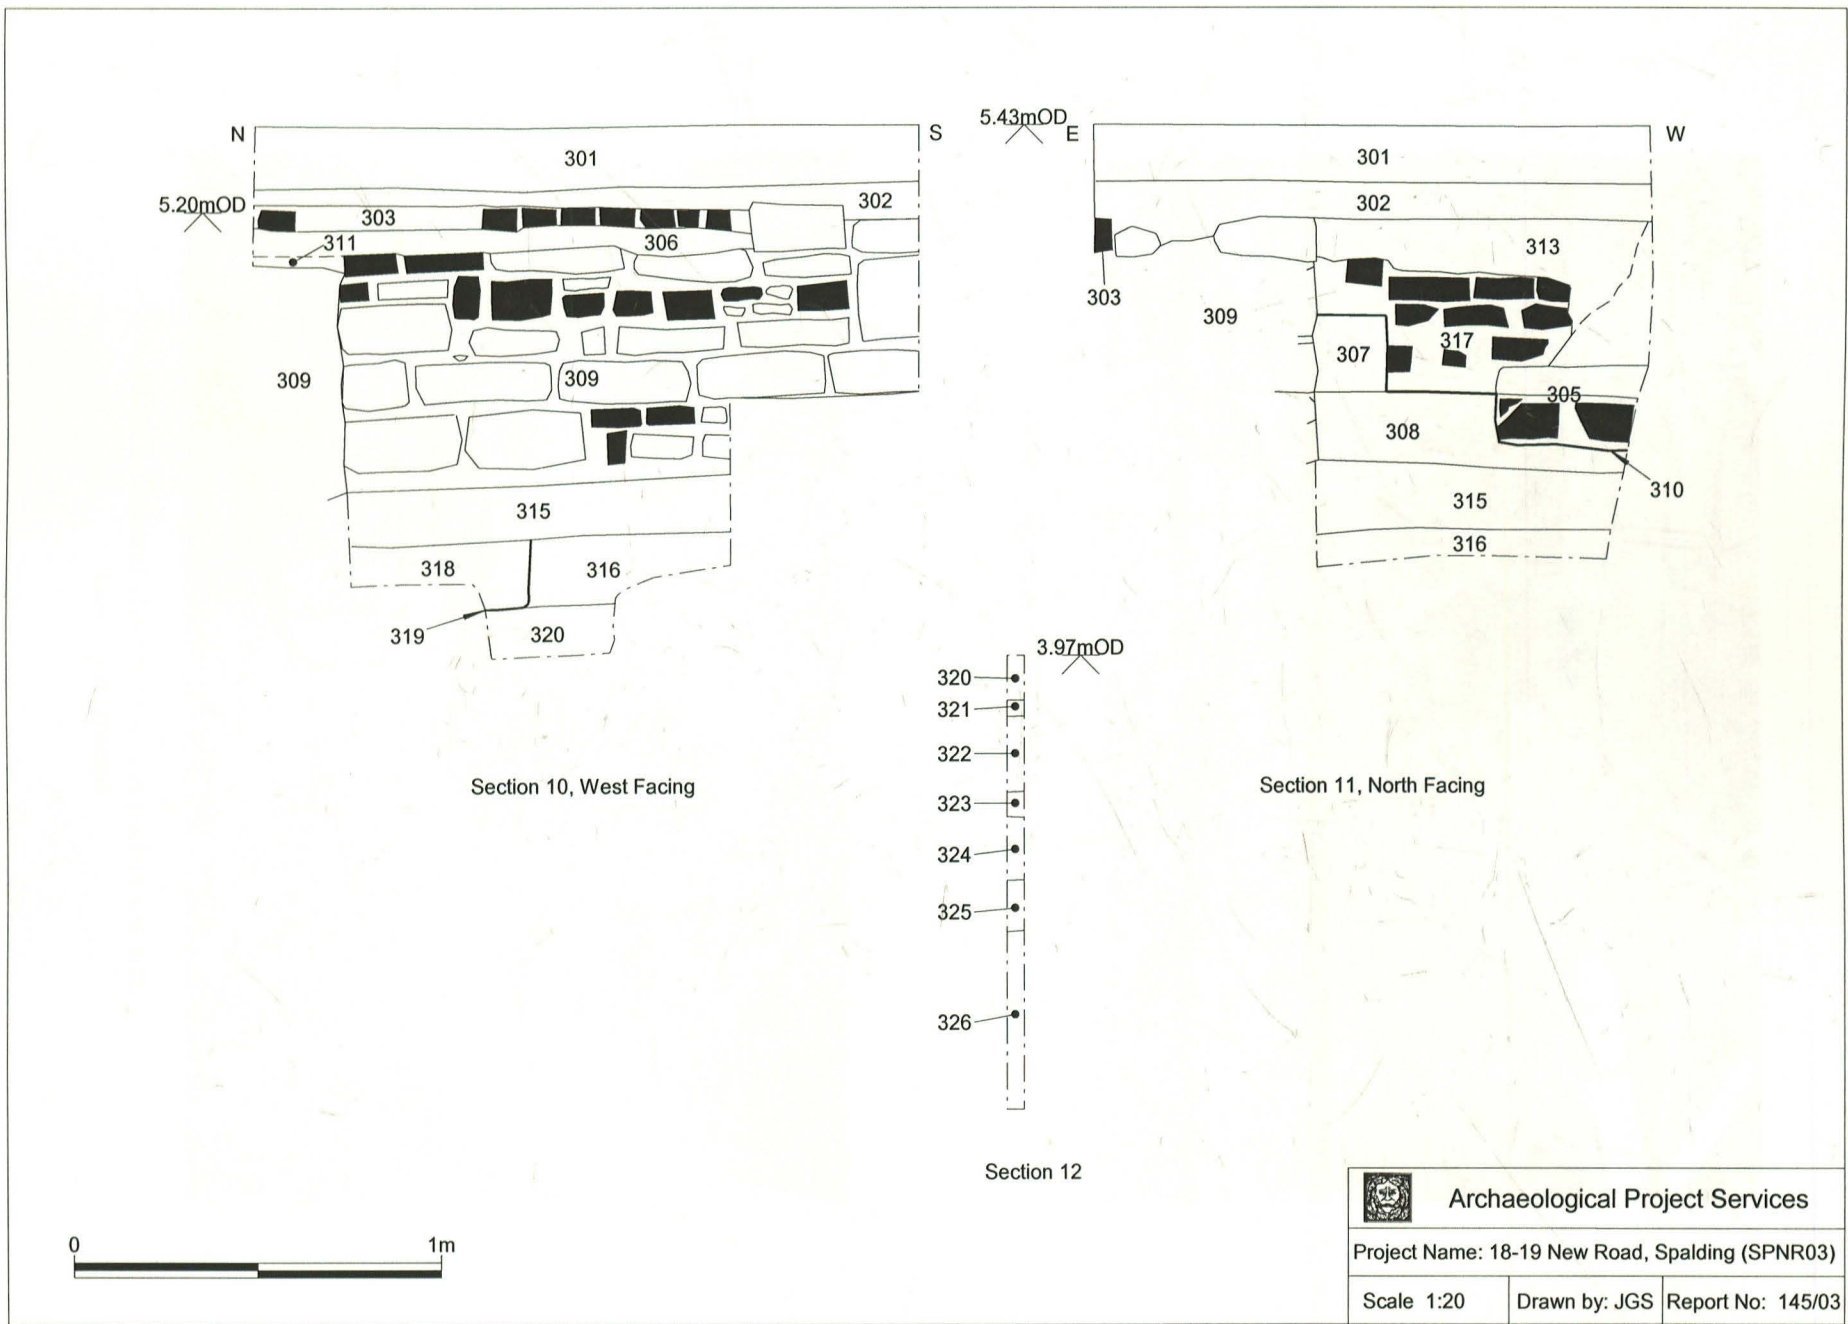 N
S
301
302
5.20mOD
303
306
311
309
309
315
318
316
319
320
Section 10, West Facing
5.43mOD
E
W
301
302
313
303
309
317
307
305
308
310
315
316
Section 11, North Facing
3.97mOD
320
321
322
323
324
325
326
Section 12
0
1m
Archaeological Project Services
Project Name: 18-19 New Road, Spalding (SPNR03)
Scale 1:20
Drawn by: JGS
Report No: 145/03